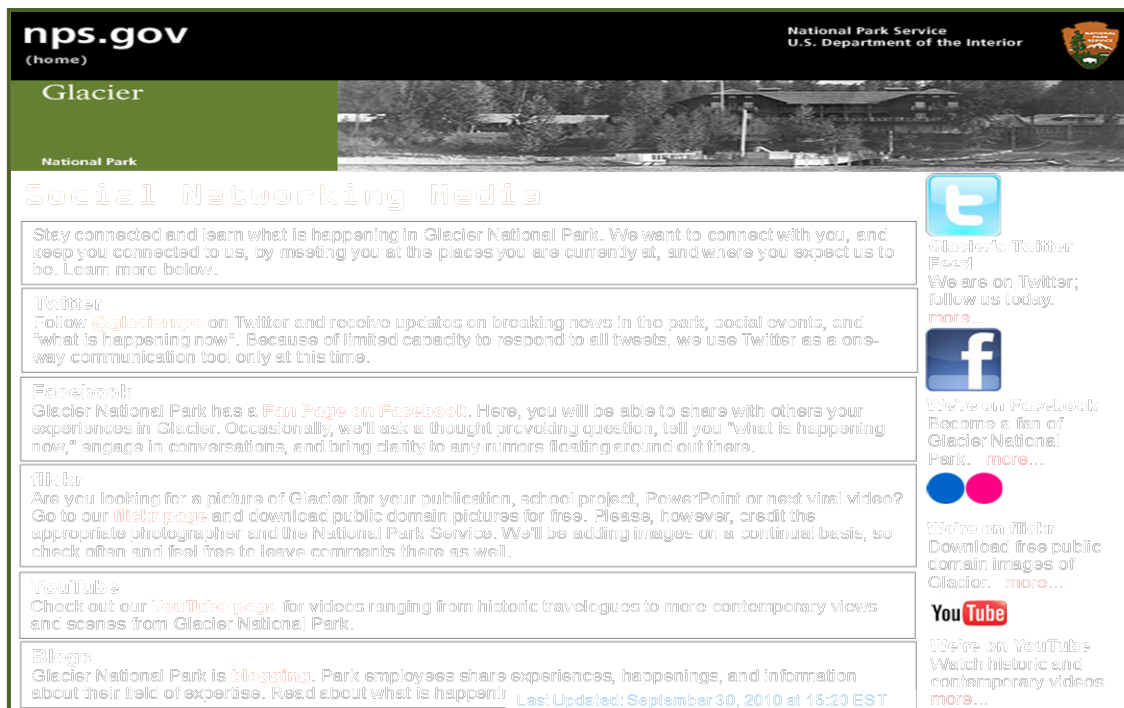 nps.gov
(home)
National Park Service
U.S. Department of the Interior
NATIONAL
PARK
SERVICE
Glacier
National Park
Social Networking Media
Stay connected and learn what is happening in Glacier National Park. We want to connect with you, and
keep you connected to us, by meeting you at the places you are currently at, and where you expect us to
be. Learn more below.
Twitter
Follow @glaciernps on Twitter and receive updates on breaking news in the park, social events, and
"what is happening now". Because of limited capacity to respond to all tweets, we use Twitter as a one-
way communication tool only at this time.
Facebook
Glacier National Park has a Fan Page on Facebook. Here, you will be able to share with others your
experiences in Glacier. Occasionally, we'll ask a thought provoking question, tell you "what is happening
now," engage in conversations, and bring clarity to any rumors floating around out there.
flickr
Are you looking for a picture of Glacier for your publication, school project, PowerPoint or next viral video?
Go to our flickr page and download public domain pictures for free. Please, however, credit the
appropriate photographer and the National Park Service. We'll be adding images on a continual basis, so
check often and feel free to leave comments there as well.
YouTube
Check out our YouTube page for videos ranging from historic travelogues to more contemporary views
and scenes from Glacier National Park.
Blogs
Glacier National Park is blogging. Park employees share experiences, happenings, and information
about their field of expertise. Read about what is happenin
Last Updated: September 30, 2010 at 15:20 EST
t
Glacier's Twitter
Feed
We are on Twitter;
follow us today.
more...
f
We're on Facebook
Become a fan of
Glacier National
Park. more...
We're on flickr
Download free public
domain images of
Glacier. more...
YouTube
We're on YouTube
Watch historic and
contemporary videos.
more...